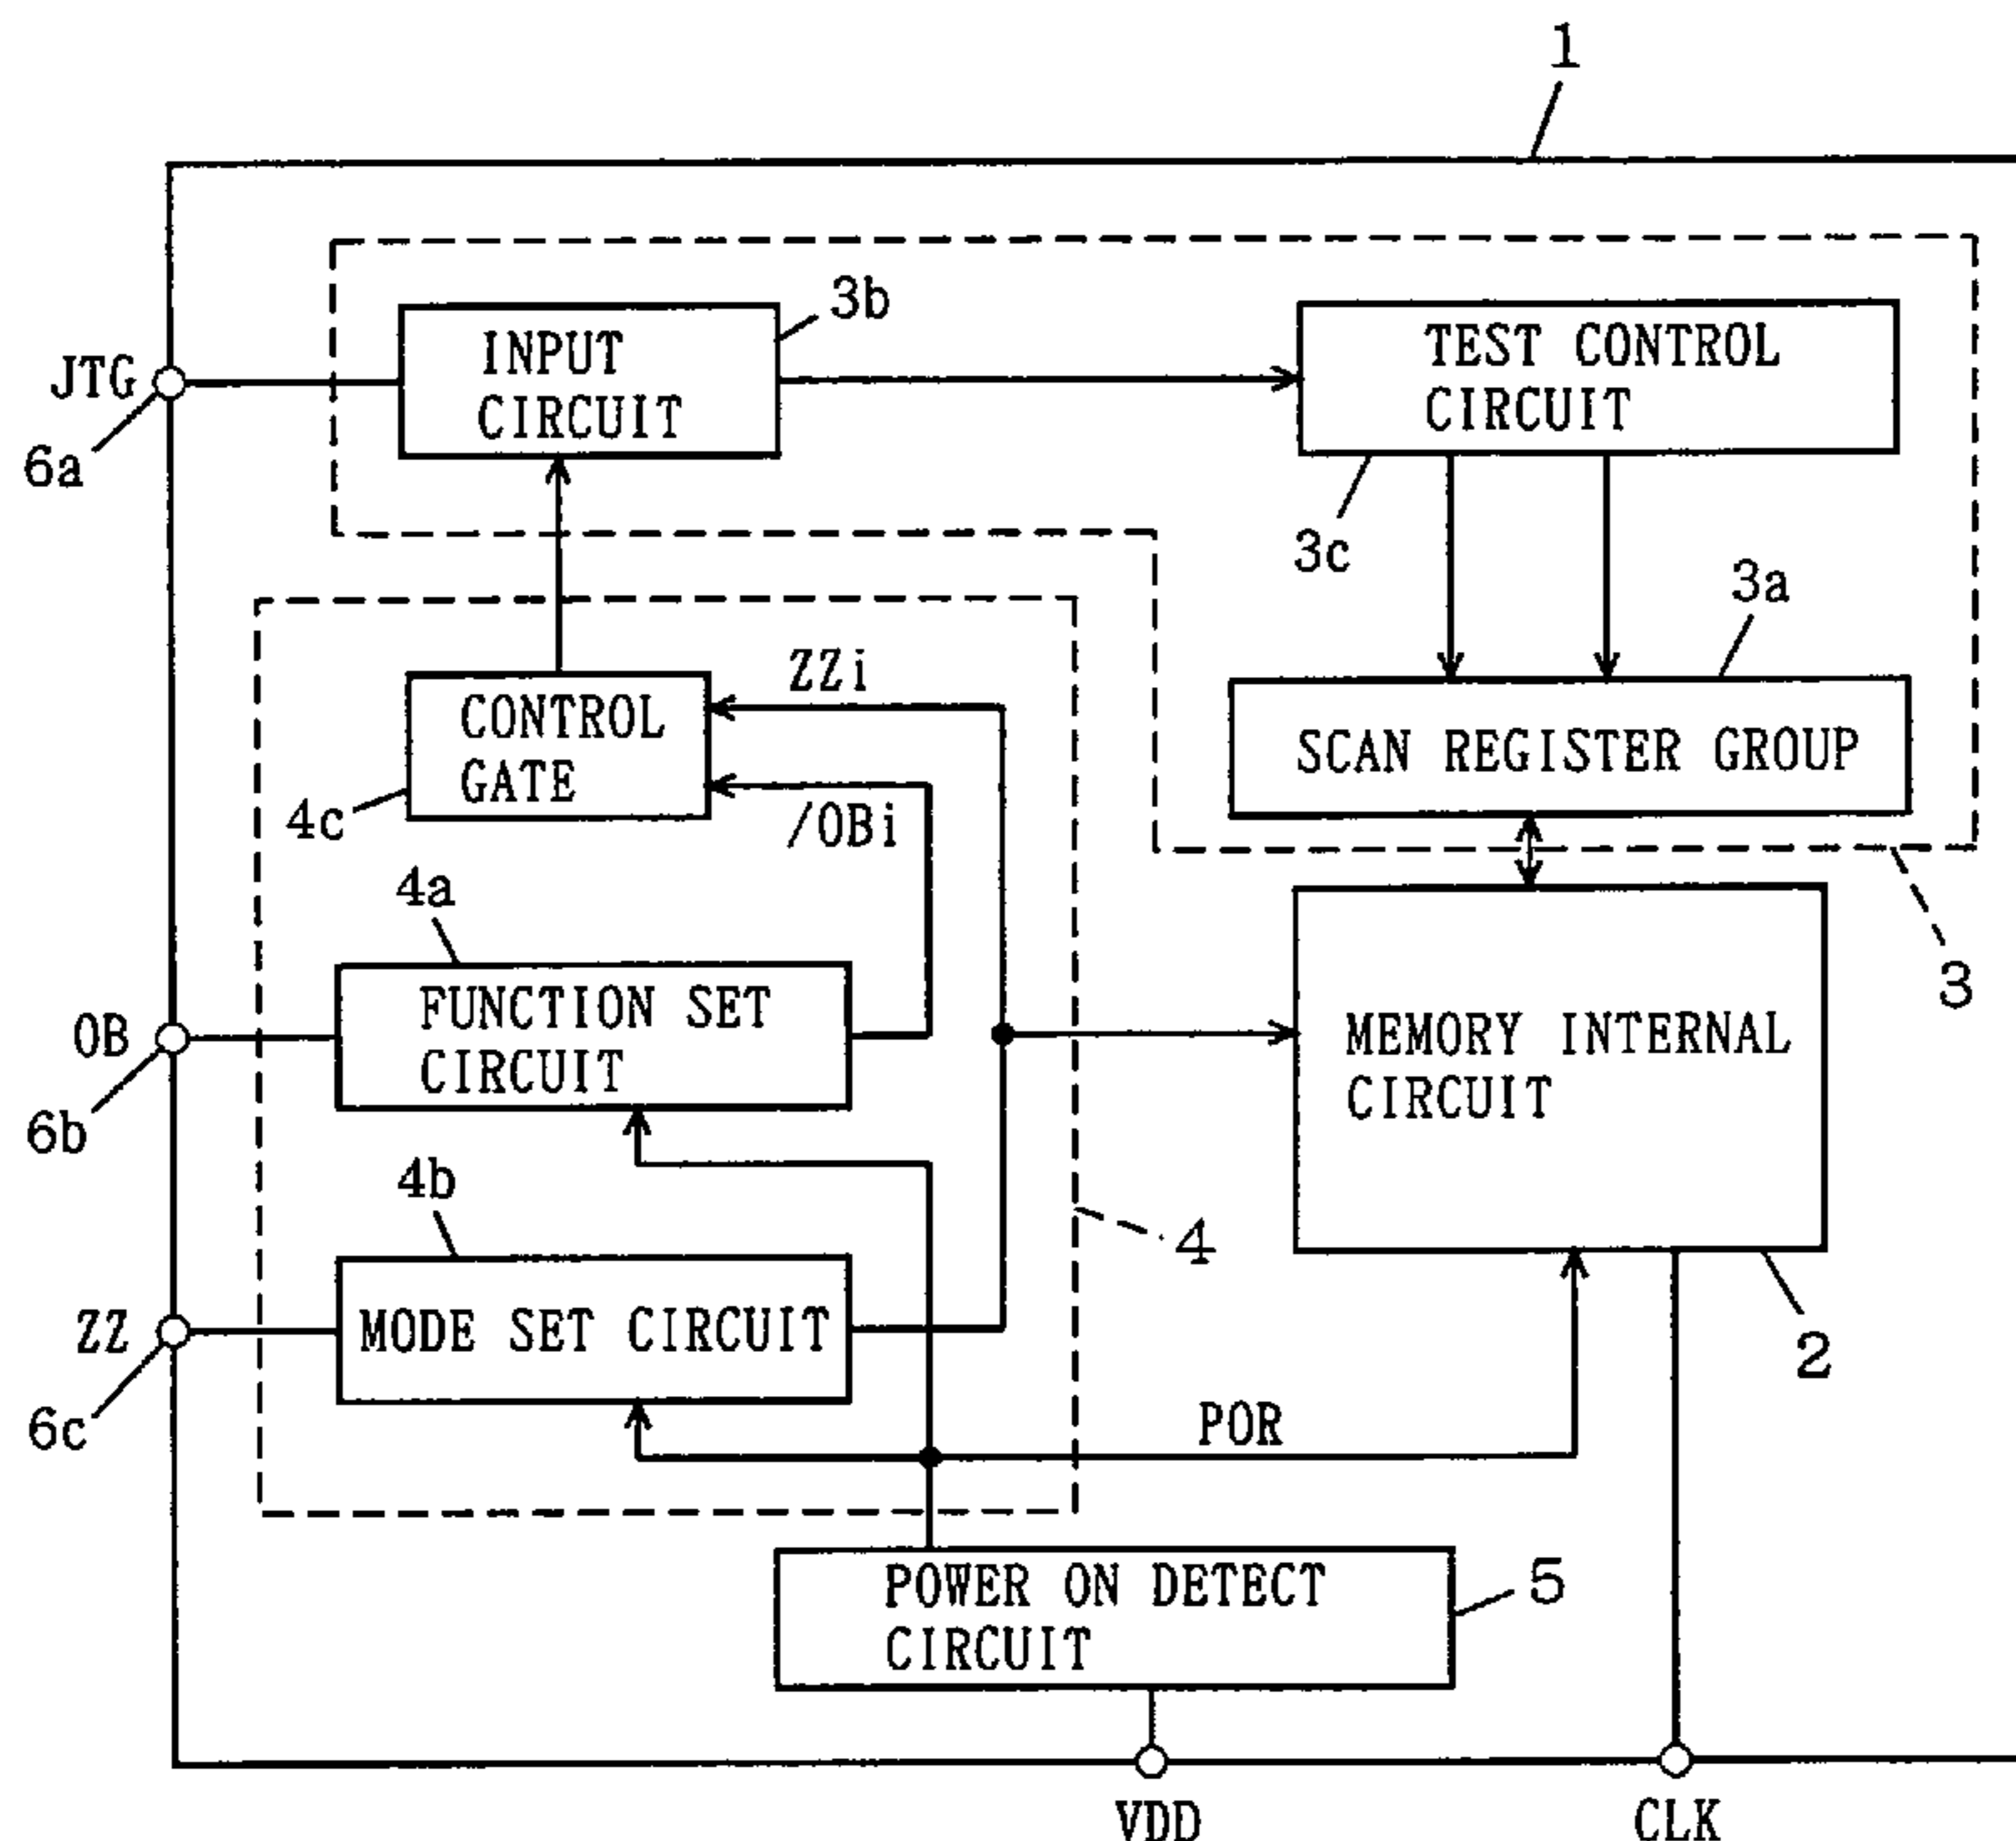 1
3b
INPUT
CIRCUIT
TEST CONTROL
CIRCUIT
JTG
6a
3c
3a
ZZi
CONTROL
GATE
SCAN REGISTER GROUP
4c
/OBi
4a
FUNCTION SET
CIRCUIT
3
OB
MEMORY INTERNAL
CIRCUIT
6b
4b
4
ZZ
MODE SET CIRCUIT
2
6c
POR
POWER ON DETECT
CIRCUIT
5
VDD
CLK